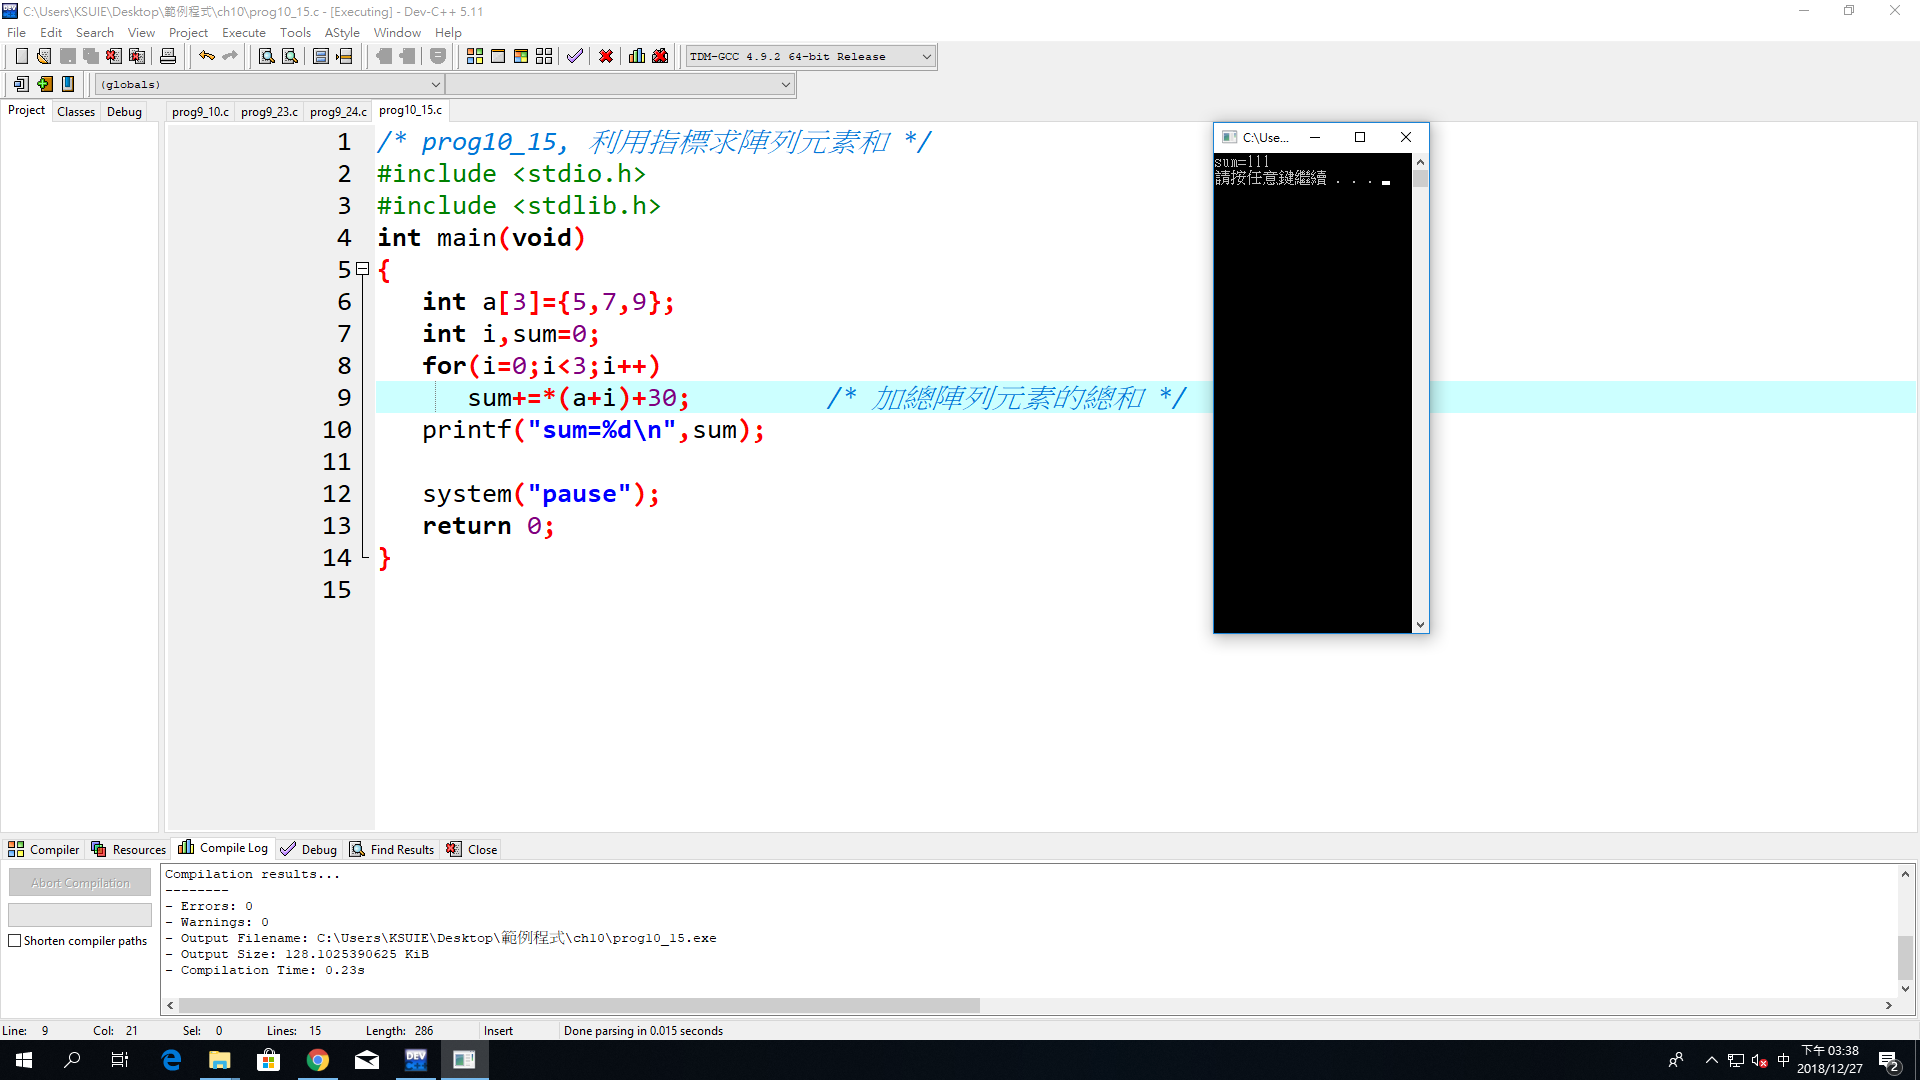 C:\Users\KSUIE\Desktop\範例程式\ch10\prog10_15.c - [Executing] - Dev-C++ 5.11
File Edit Search View Project Execute Tools AStyle Window Help
TDM-GCC 4.9.2 64-bit Release
(globals)
Project Classes Debug
prog9_10.c prog9_23.c prog9_24.c prog10_15.c
1 /* prog10_15, 利用指標求陣列元素和 */
2 #include <stdio.h>
3 #include <stdlib.h>
4 int main(void)
5 {
6 int a[3]={5,7,9};
7 int i,sum=0;
8 for(i=0;i<3;i++)
9 sum+=*(a+i)+30; /* 加總陣列元素的總和 */
10 printf("sum=%d\n",sum);
11
12 system("pause");
13 return 0;
14 }
15
C:\Use...
sum=111
請按任意鍵繼續 . . .
Compiler Resources Compile Log Debug Find Results Close
Abort Compilation
Shorten compiler paths
Compilation results...
--------
- Errors: 0
- Warnings: 0
- Output Filename: C:\Users\KSUIE\Desktop\範例程式\ch10\prog10_15.exe
- Output Size: 128.1025390625 KiB
- Compilation Time: 0.23s
Line: 9 Col: 21 Sel: 0 Lines: 15 Length: 286 Insert Done parsing in 0.015 seconds
DEV
中
下午 03:38
2018/12/27
2